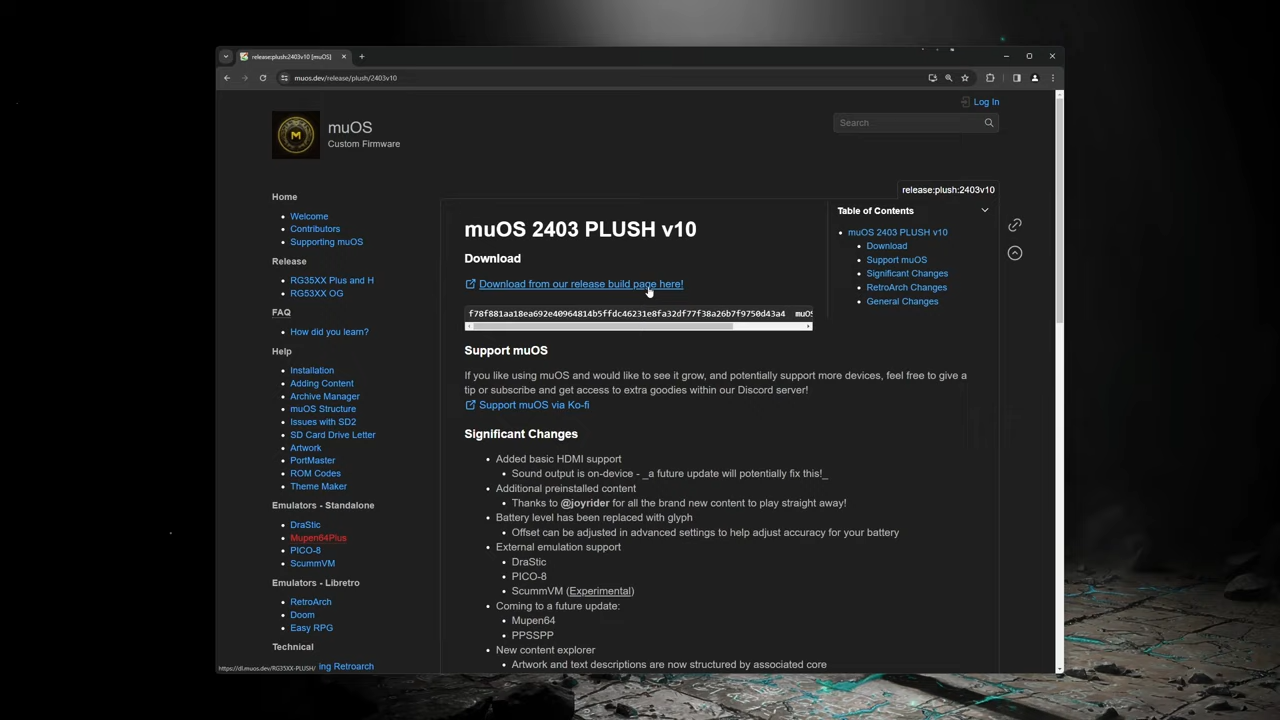 release:plush:2403v10 [muOS]
muos.dev/release/plush/2403v10
Log In
M
muOS
Custom Firmware
Search
release:plush:2403v10
Home
Welcome
Contributors
Supporting muOS
Release
RG35XX Plus and H
RG53XX OG
FAQ
How did you learn?
Help
Installation
Adding Content
Archive Manager
muOS Structure
Issues with SD2
SD Card Drive Letter
Artwork
PortMaster
ROM Codes
Theme Maker
Emulators - Standalone
DraStic
Mupen64Plus
PICO-8
ScummVM
Emulators - Libretro
RetroArch
Doom
Easy RPG
Technical
ing Retroarch
https://dl.muos.dev/RG35XX-PLUSH/
muOS 2403 PLUSH v10
Download
Download from our release build page here!
f78f881aa18ea692e40964814b5ffdc46231e8fa32df77f38a26b7f9750d43a4 muOS
Support muOS
If you like using muOS and would like to see it grow, and potentially support more devices, feel free to give a
tip or subscribe and get access to extra goodies within our Discord server!
Support muOS via Ko-fi
Significant Changes
Added basic HDMI support
Sound output is on-device - _a future update will potentially fix this!_
Additional preinstalled content
Thanks to @joyrider for all the brand new content to play straight away!
Battery level has been replaced with glyph
Offset can be adjusted in advanced settings to help adjust accuracy for your battery
External emulation support
DraStic
PICO-8
ScummVM (Experimental)
Coming to a future update:
Mupen64
PPSSPP
New content explorer
Artwork and text descriptions are now structured by associated core
Table of Contents
muOS 2403 PLUSH v10
Download
Support muOS
Significant Changes
RetroArch Changes
General Changes